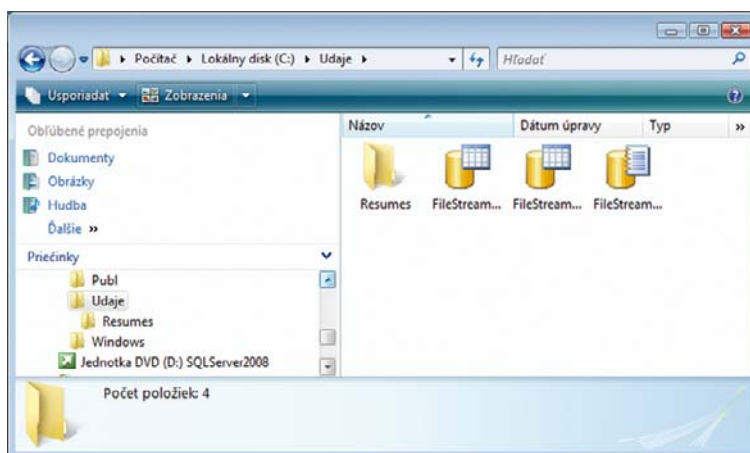 Počítač ▸ Lokálny disk (C:) ▸ Udaje ▸
Hľadať
Usporiadať
Zobrazenia
Obľúbené prepojenia
Dokumenty
Obrázky
Hudba
Ďalšie »
Priečinky
Publ
Udaje
Resumes
Windows
Jednotka DVD (D:) SQLServer2008
Názov
Dátum úpravy
Typ
»
Resumes
FileStream...
FileStream...
FileStream...
Počet položiek: 4